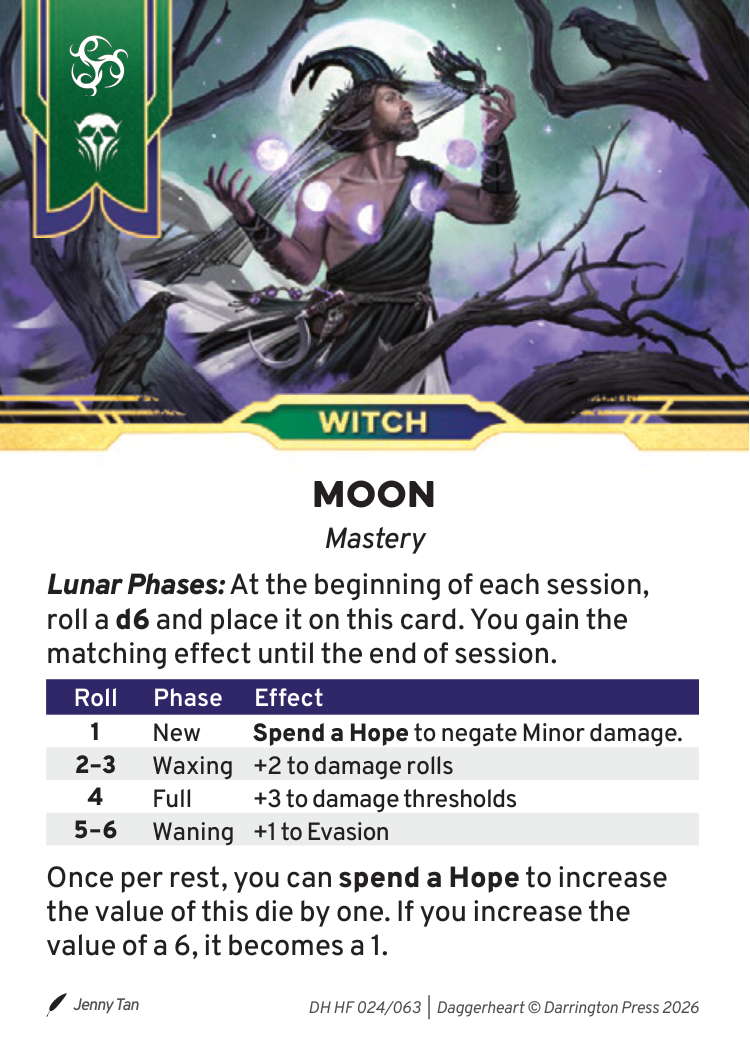 WITCH
MOON
Mastery
Lunar Phases: At the beginning of each session,
roll a d6 and place it on this card. You gain the
matching effect until the end of session.
Roll Phase Effect
1 New Spend a Hope to negate Minor damage.
2–3 Waxing +2 to damage rolls
4 Full +3 to damage thresholds
5–6 Waning +1 to Evasion
Once per rest, you can spend a Hope to increase
the value of this die by one. If you increase the
value of a 6, it becomes a 1.
Jenny Tan DH HF 024/063 | Daggerheart © Darrington Press 2026